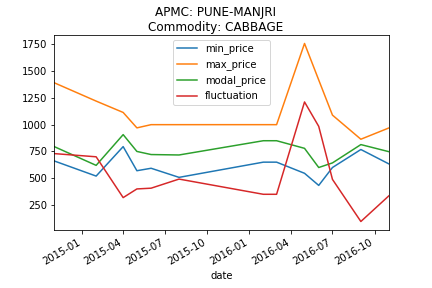 APMC: PUNE-MANJRI
Commodity: CABBAGE
min_price
max_price
modal_price
fluctuation
1750
1500
1250
1000
750
500
250
2015-01
2015-04
2015-07
2015-10
2016-01
2016-04
2016-07
2016-10
date